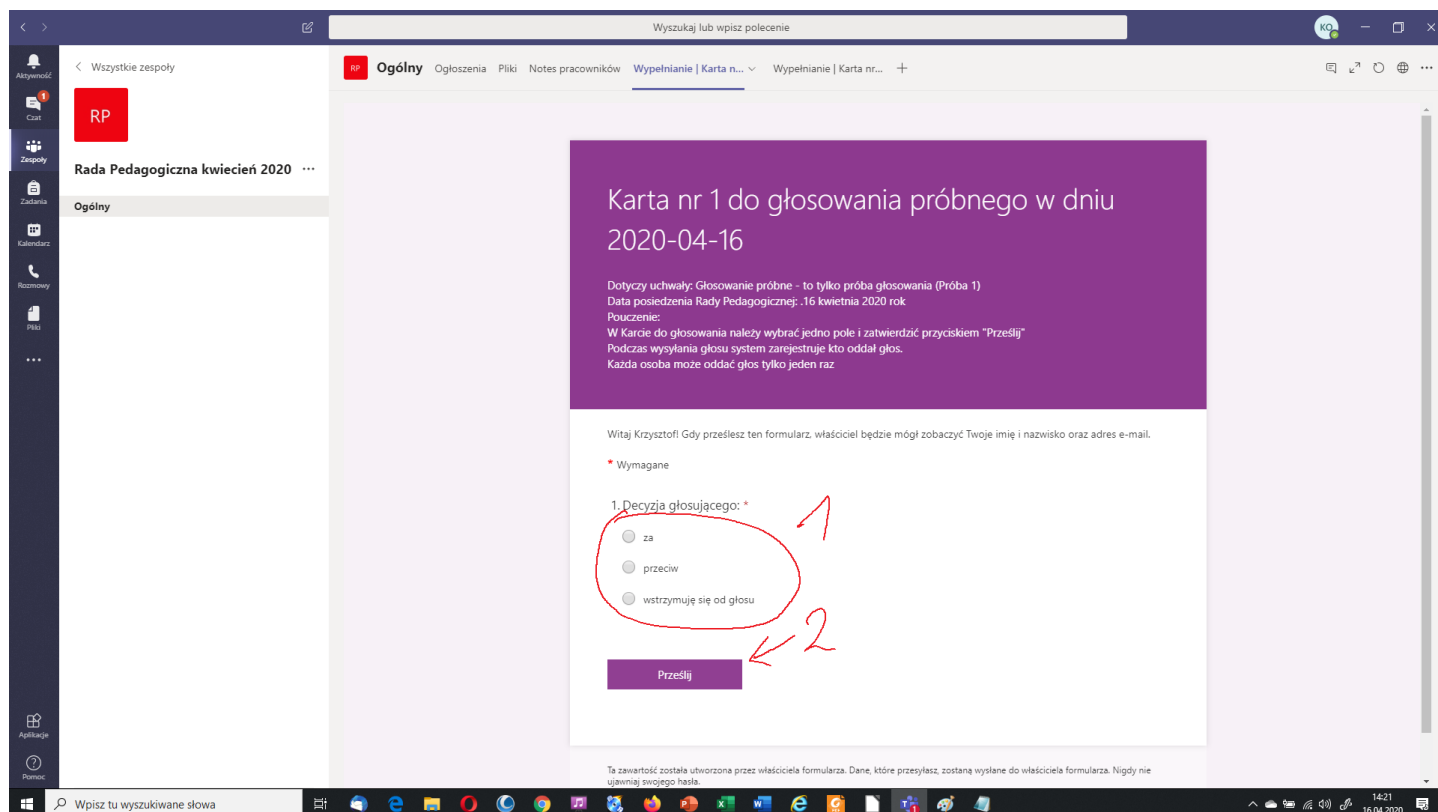 Wyszukaj lub wpisz polecenie
KO
Aktywność
1
Czat
Zespoły
Zadania
Kalendarz
Rozmowy
Pliki
Aplikacje
Pomoc
Wszystkie zespoły
RP
Rada Pedagogiczna kwiecień 2020
Ogólny
RP Ogólny Ogłoszenia Pliki Notes pracowników Wypełnianie | Karta n... Wypełnianie | Karta nr...
Karta nr 1 do głosowania próbnego w dniu
2020-04-16
Dotyczy uchwały: Głosowanie próbne - to tylko próba głosowania (Próba 1)
Data posiedzenia Rady Pedagogicznej: .16 kwietnia 2020 rok
Pouczenie:
W Karcie do głosowania należy wybrać jedno pole i zatwierdzić przyciskiem "Prześlij"
Podczas wysyłania głosu system zarejestruje kto oddał głos.
Każda osoba może oddać głos tylko jeden raz
Witaj Krzysztof! Gdy prześlesz ten formularz, właściciel będzie mógł zobaczyć Twoje imię i nazwisko oraz adres e-mail.
* Wymagane
1. Decyzja głosującego: *
1
za
przeciw
wstrzymuję się od głosu
2
Prześlij
Ta zawartość została utworzona przez właściciela formularza. Dane, które przesyłasz, zostaną wysłane do właściciela formularza. Nigdy nie
ujawniaj swojego hasła.
Wpisz tu wyszukiwane słowa
14:21
16.04.2020